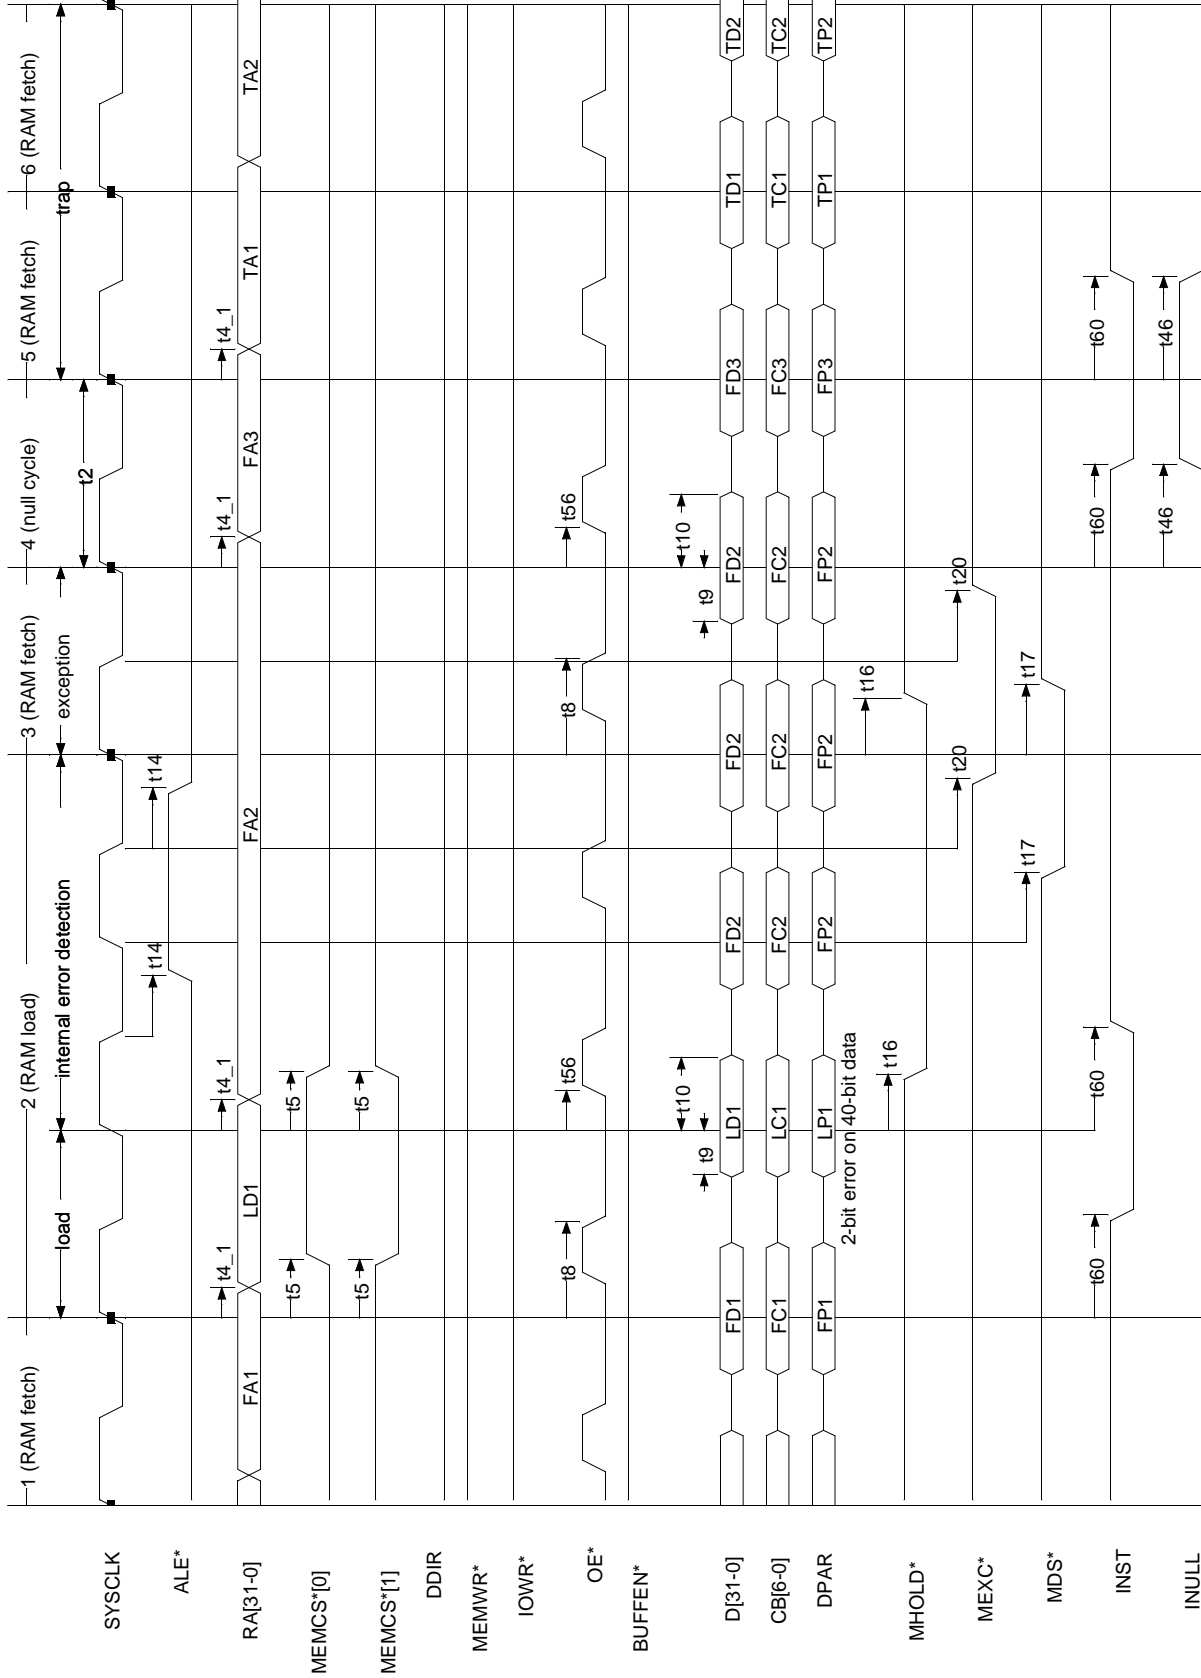 1 (RAM fetch)
2 (RAM load)
3 (RAM fetch)
4 (null cycle)
5 (RAM fetch)
6 (RAM fetch)
load
internal error detection
exception
t2
trap
SYSCLK
ALE*
t14
t14
RA[31-0]
FA1
t4_1
LD1
t4_1
FA2
t4_1
FA3
t4_1
TA1
TA2
MEMCS*[0]
t5
t5
MEMCS*[1]
t5
t5
DDIR
MEMWR*
IOWR*
OE*
t8
t56
t8
t56
BUFFEN*
t9
t10
t9
t10
D[31-0]
FD1
LD1
FD2
FD2
FD2
FD3
TD1
TD2
CB[6-0]
FC1
LC1
FC2
FC2
FC2
FC3
TC1
TC2
DPAR
FP1
LP1
FP2
FP2
FP2
FP3
TP1
TP2
2-bit error on 40-bit data
MHOLD*
t16
t16
MEXC*
t20
t20
MDS*
t17
t17
INST
t60
t60
t60
t60
INULL
t46
t46